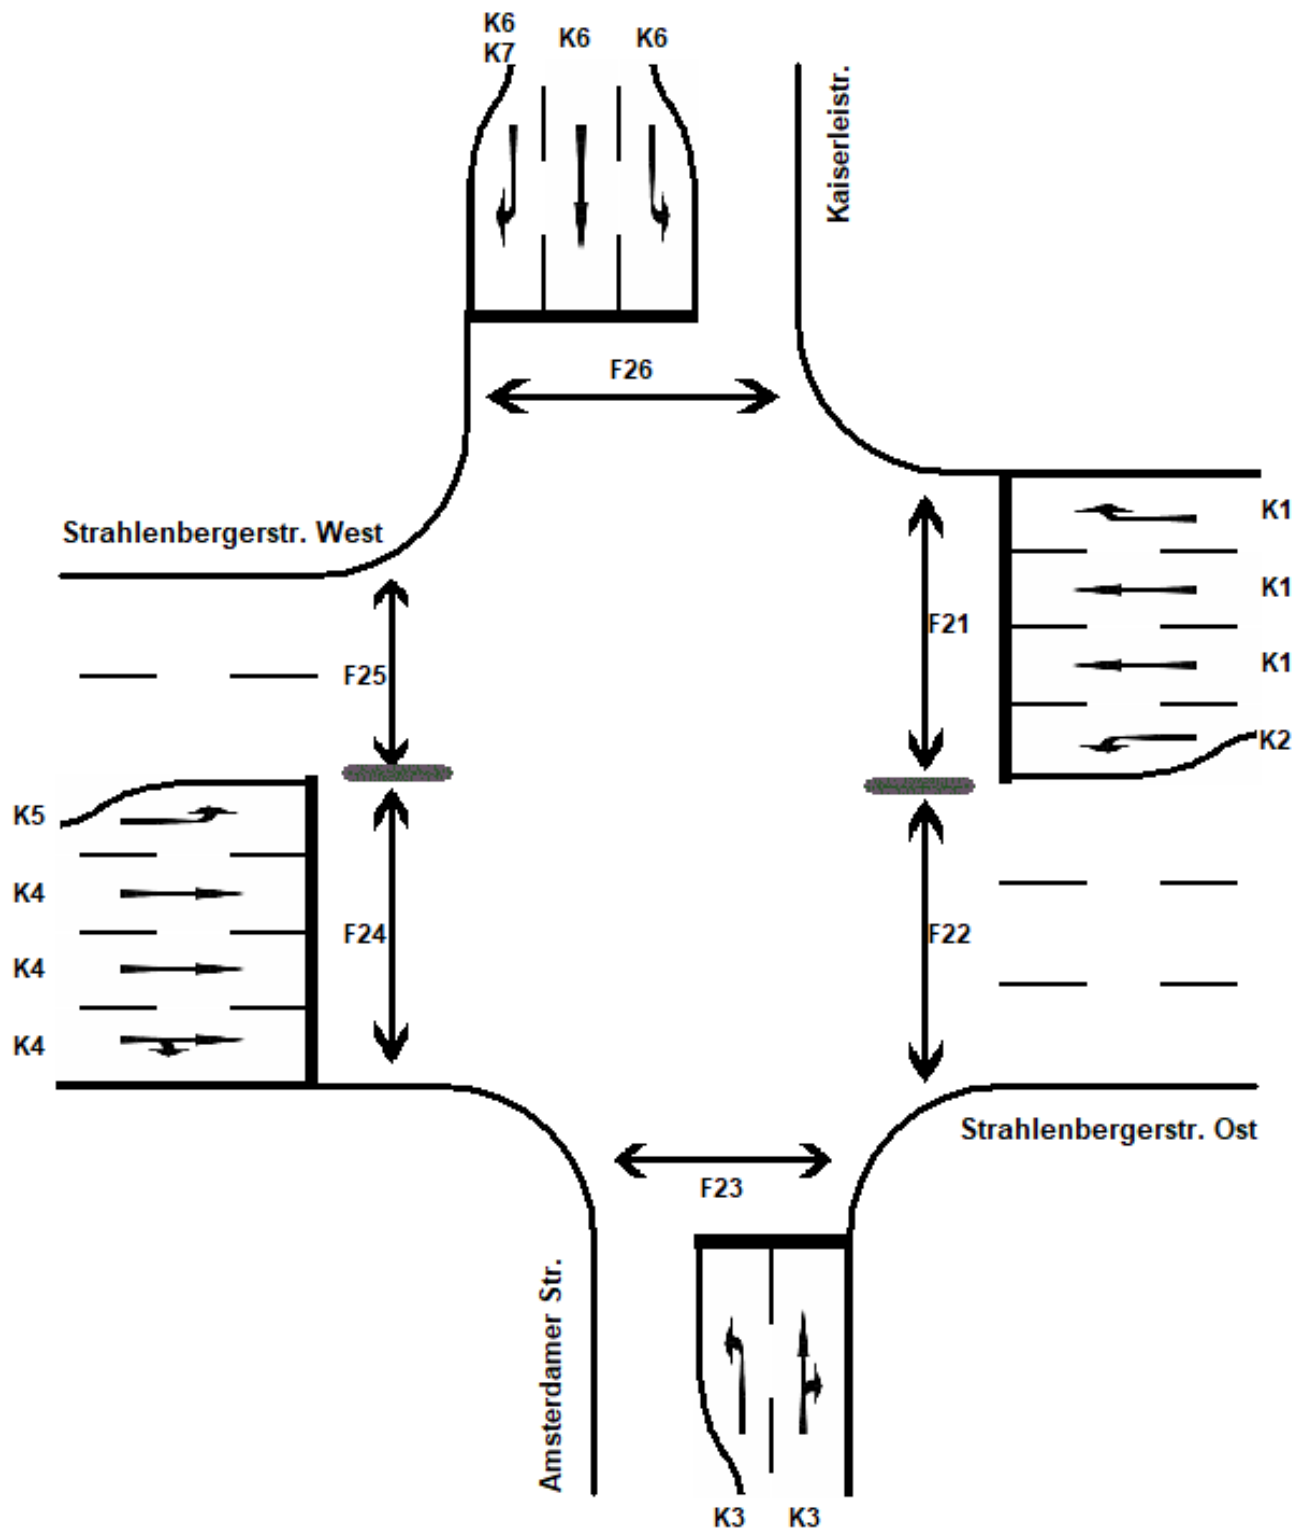 K6
K7
K6
K6
Kaiserleistr.
F26
Strahlenbergerstr. West
K1
K1
K1
K2
F21
F25
K5
K4
K4
K4
F24
F22
Strahlenbergerstr. Ost
F23
Amsterdamer Str.
K3
K3